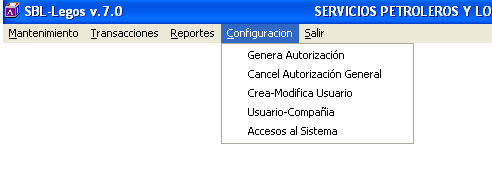 SBL-Legos v.7.0 SERVICIOS PETROLEROS Y LO
Mantenimiento Transacciones Reportes Configuracion Salir
Genera Autorización
Cancel Autorización General
Crea-Modifica Usuario
Usuario-Compañia
Accesos al Sistema